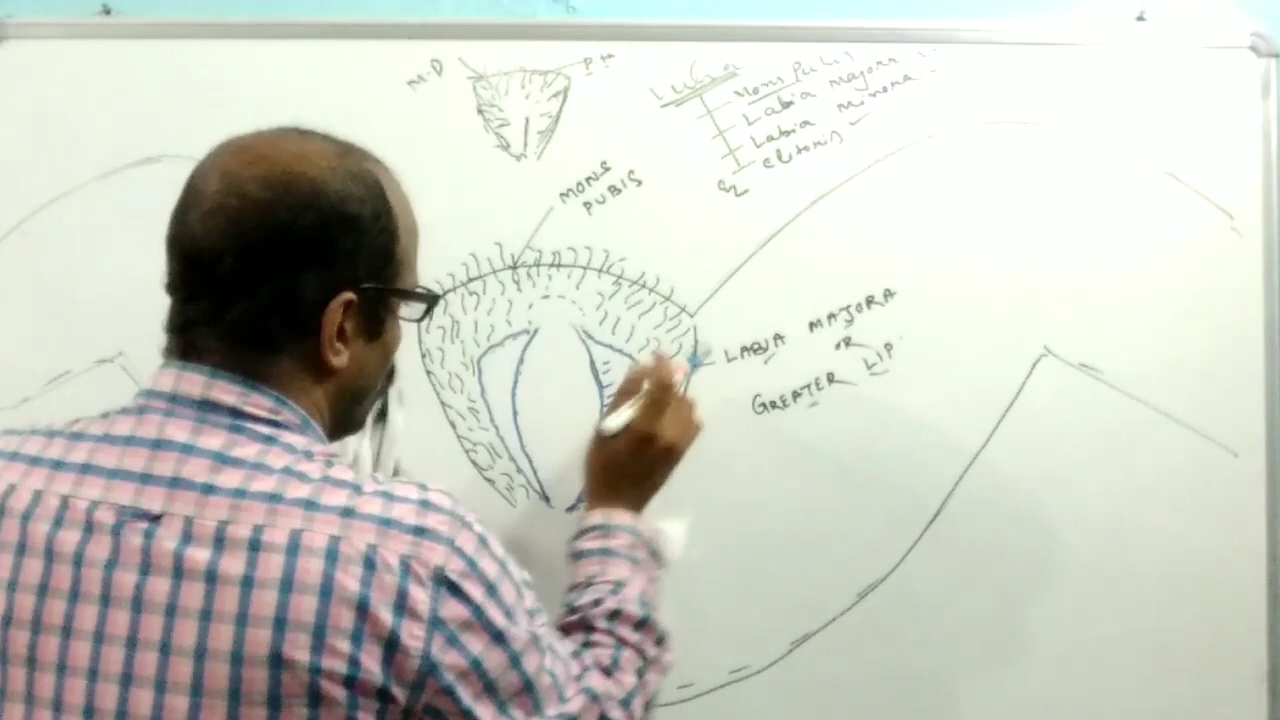 M.D
P H
Vulva
Mons Pubis
Labia Majora
Labia Minora
Clitoris
MONS
PUBIS
LABIA MAJORA
OR
GREATER LIP